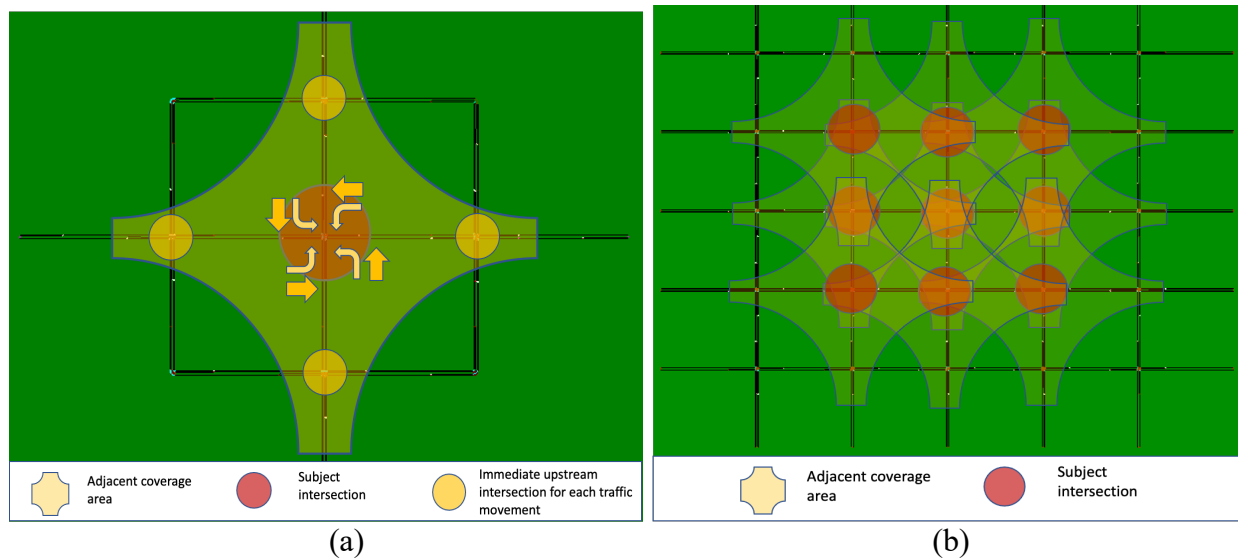 Adjacent coverage
area
Subject
intersection
Immediate upstream
intersection for each traffic
movement
(a)
Adjacent coverage
area
Subject
intersection
(b)